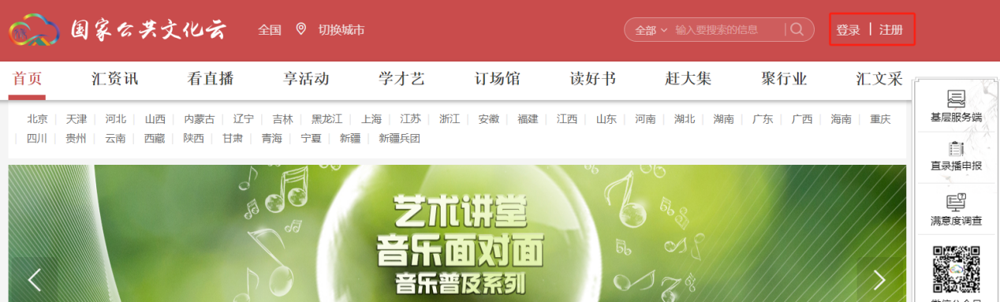 国家公共文化云 全国 切换城市 全部 输入要搜索的信息 登录 | 注册
首页 汇资讯 看直播 享活动 学才艺 订场馆 读好书 赶大集 聚行业 汇文采
北京 天津 河北 山西 内蒙古 辽宁 吉林 黑龙江 上海 江苏 浙江 安徽 福建 江西 山东 河南 湖北 湖南 广东 广西 海南 重庆
四川 贵州 云南 西藏 陕西 甘肃 青海 宁夏 新疆 新疆兵团
艺术讲堂
音乐面对面
音乐普及系列
基层服务端
直录播申报
满意度调查